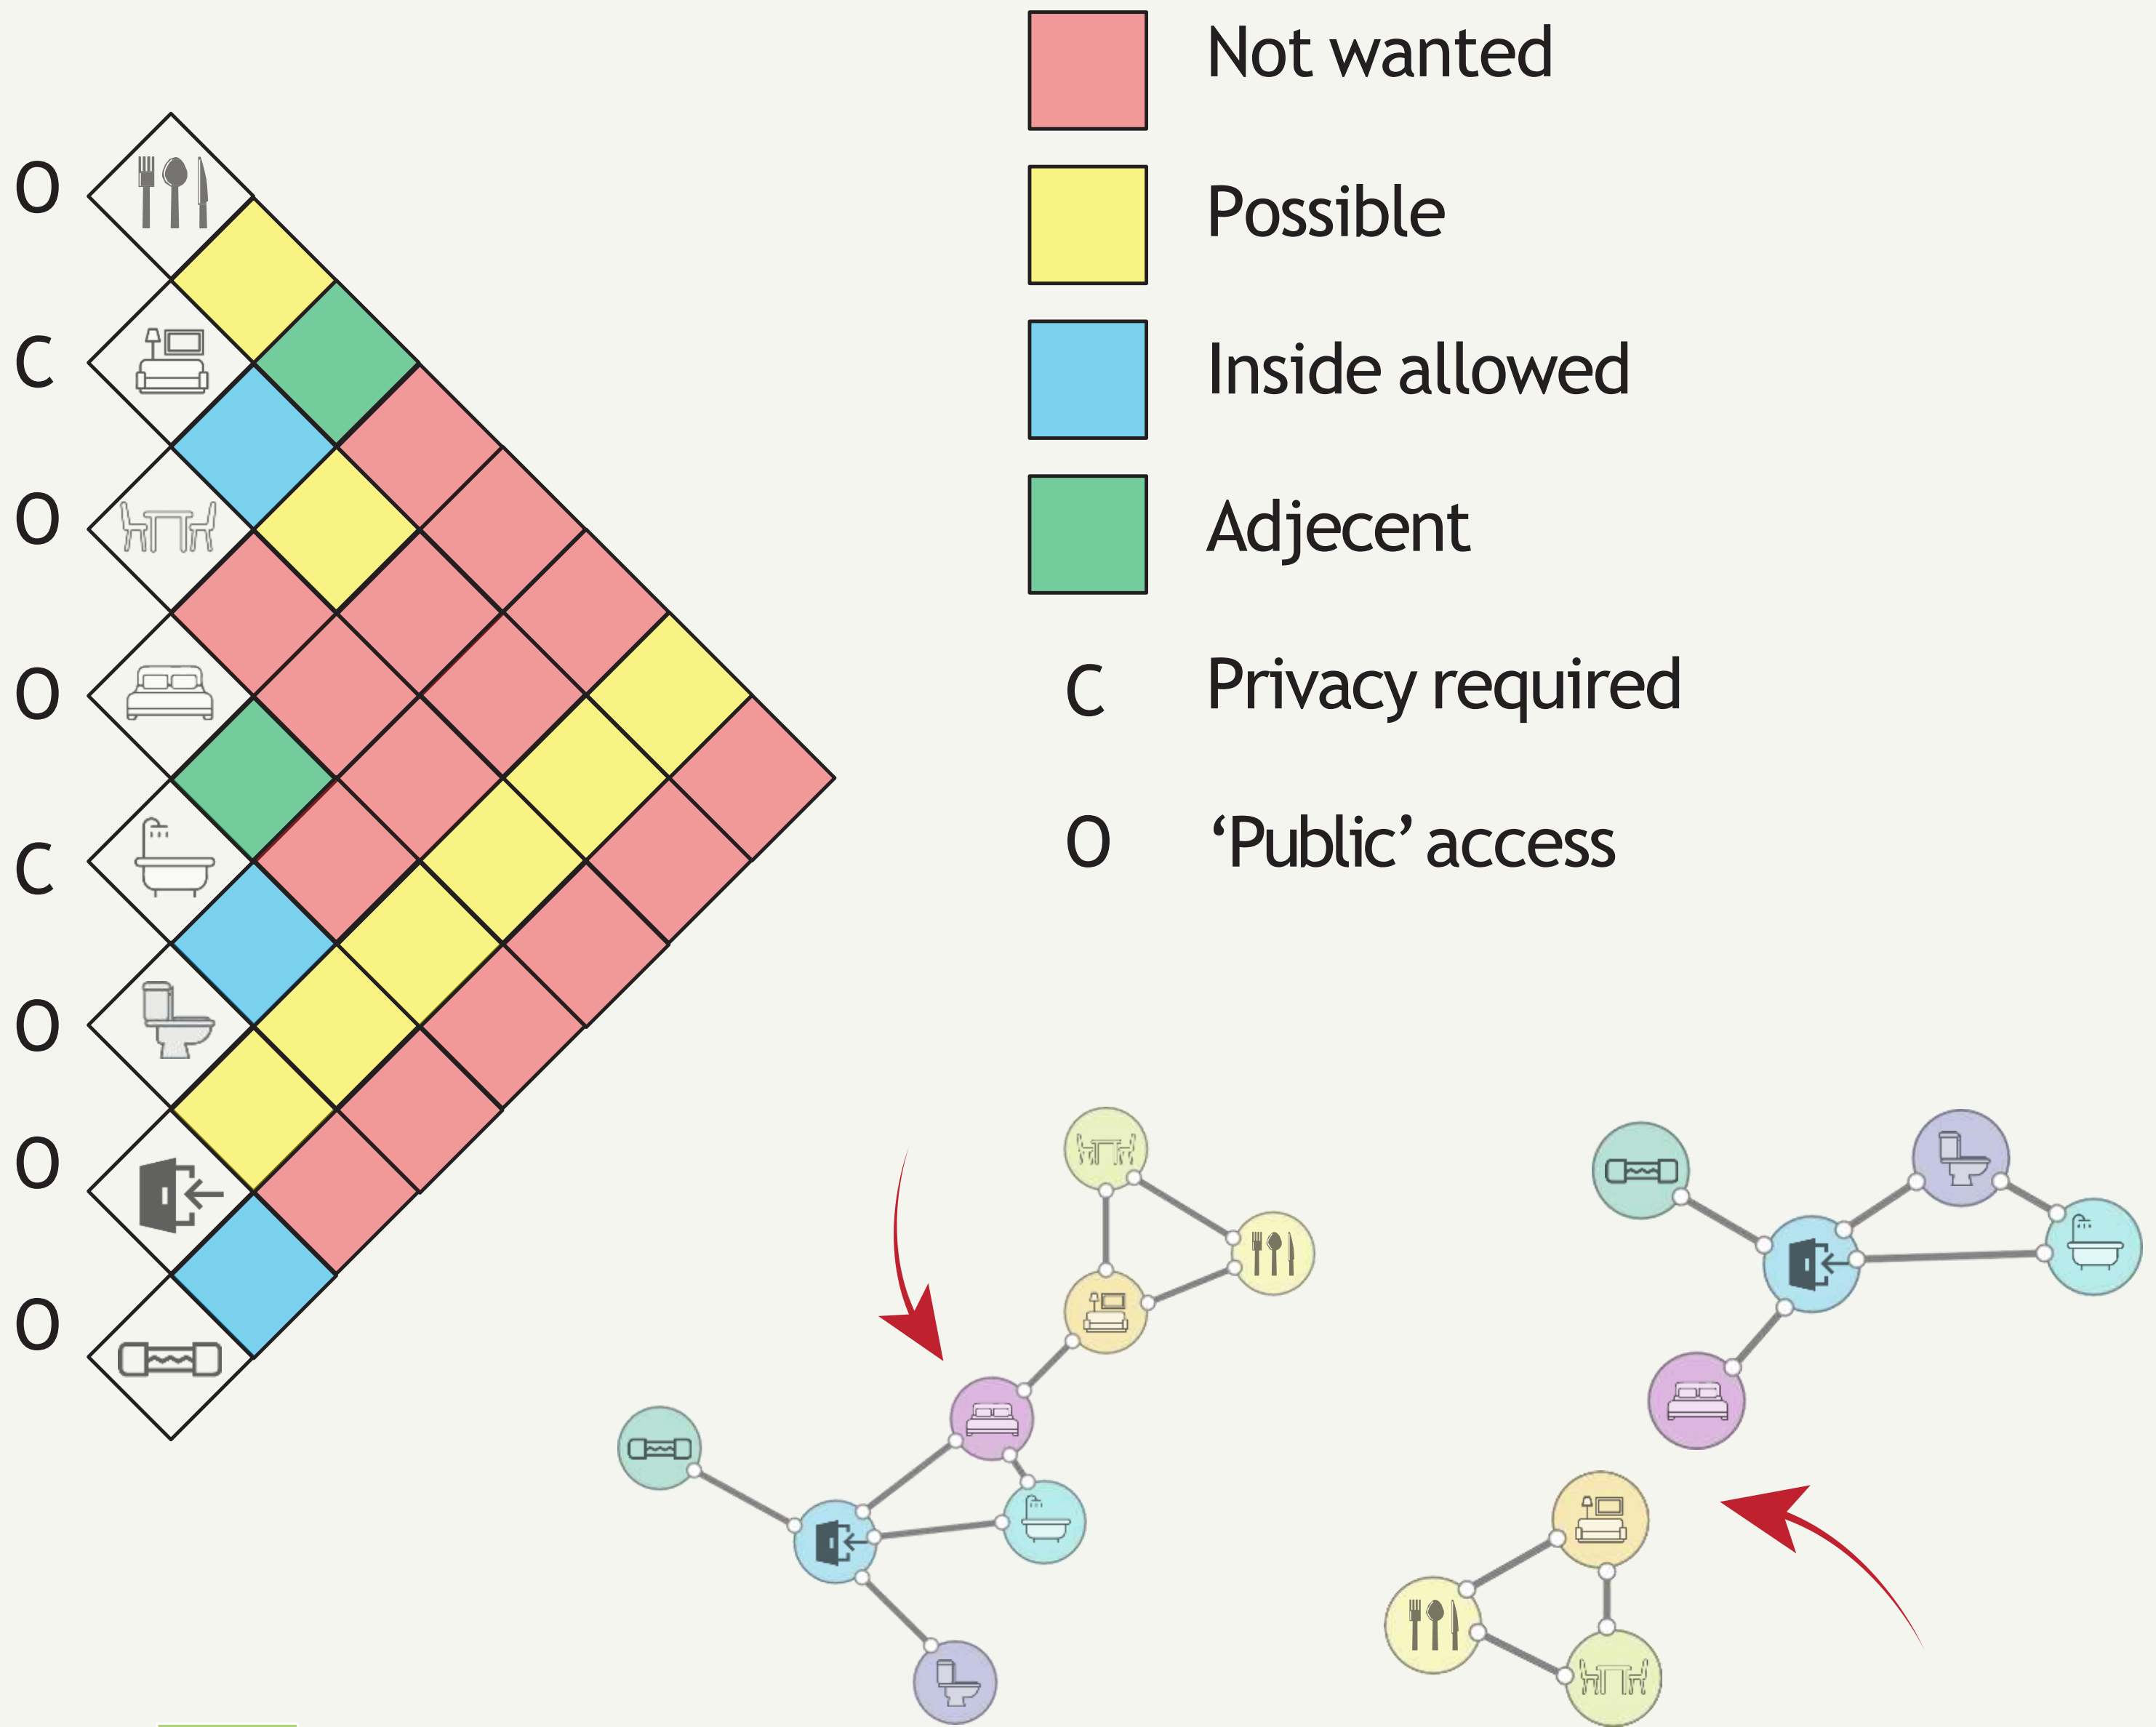 O
C
O
O
C
O
O
O
Not wanted
Possible
Inside allowed
Adjecent
C Privacy required
O ‘Public’ access